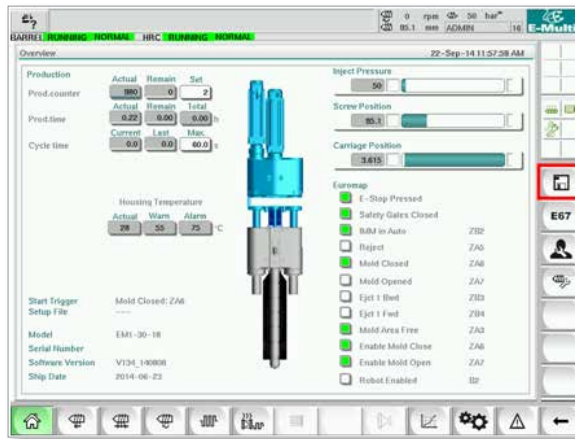 0 rpm 50 bar
85.1 mm ADMIN 16 E-Multi
BARREL RUNNING NORMAL HRC RUNNING NORMAL
Overview 22-Sep-14 11:57:58 AM
Production
Actual Remain Set
Prod.counter 980 0 2
Actual Remain Total
Prod.time 0.22 0.00 0.00 h
Current Last Max.
Cycle time 0.0 0.0 60.0 s
Housing Temperature
Actual Warn Alarm
28 55 75 °C
Start Trigger Mold Closed: ZA6
Setup File ---
Model EM1-30-18
Serial Number
Software Version V134_140808
Ship Date 2014-06-23
Inject Pressure
50
Screw Position
85.1
Carriage Position
3.615
Euromap
E-Stop Pressed
Safety Gates Closed
IMM in Auto ZB2
Reject ZA5
Mold Closed ZA6
Mold Opened ZA7
Ejct 1 Bwd ZB3
Ejct 1 Fwd ZB4
Mold Area Free ZA3
Enable Mold Close ZA6
Enable Mold Open ZA7
Robot Enabled B2
E67